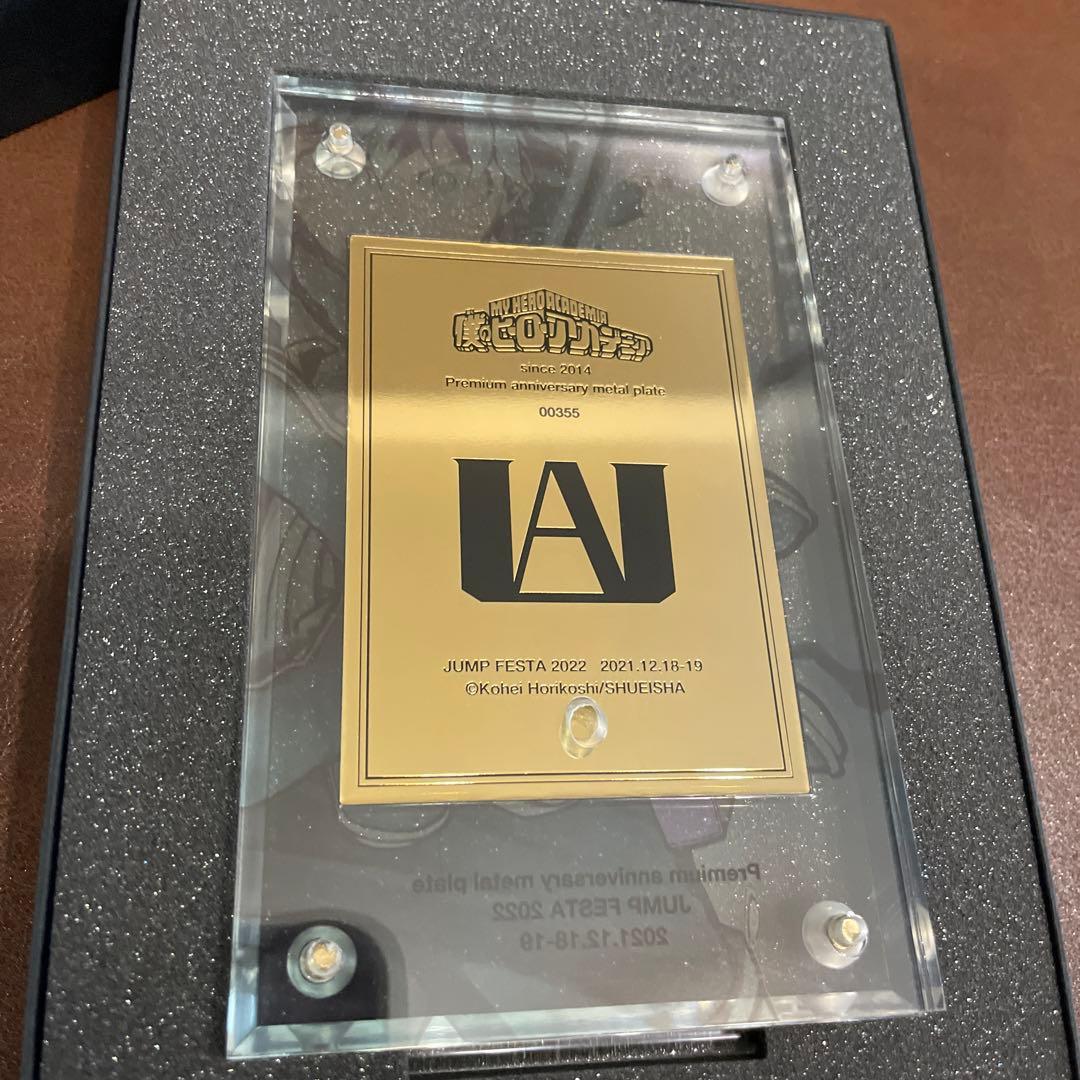 MY HERO ACADEMIA
僕のヒーローアカデミア
since 2014
Premium anniversary metal plate
00355
UA
JUMP FESTA 2022 2021.12.18-19
©Kohei Horikoshi/SHUEISHA
Premium anniversary metal plate
JUMP FESTA 2022
2021.12.18-19